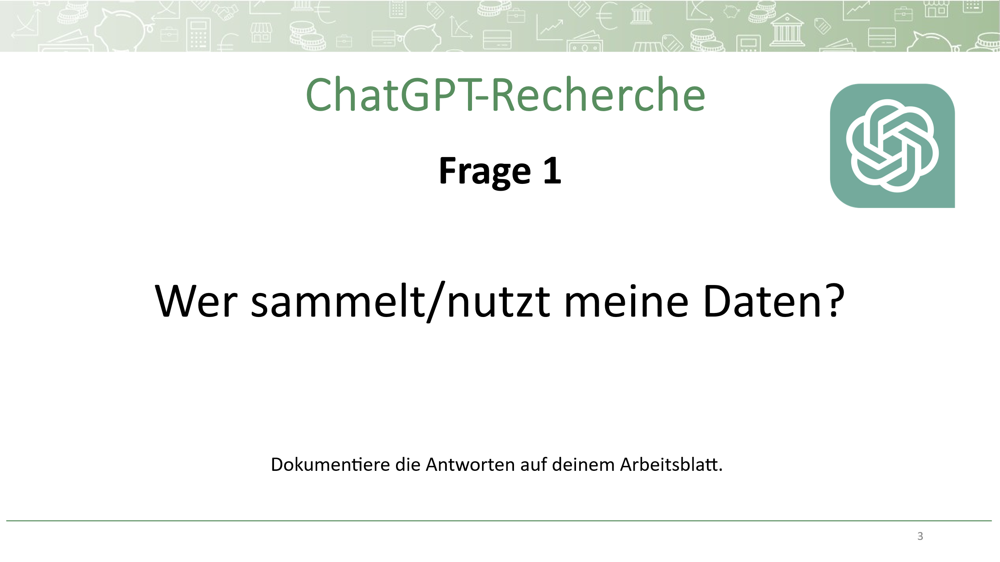 ChatGPT-Recherche
Frage 1
Wer sammelt/nutzt meine Daten?
Dokumentiere die Antworten auf deinem Arbeitsblatt.
3